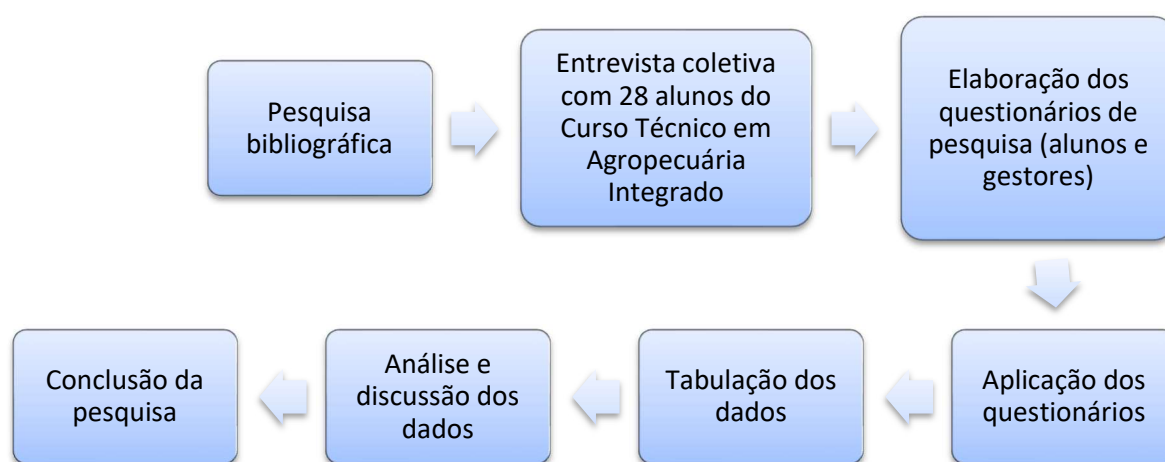 Pesquisa
bibliográfica
Entrevista coletiva
com 28 alunos do
Curso Técnico em
Agropecuária
Integrado
Elaboração dos
questionários de
pesquisa (alunos e
gestores)
Aplicação dos
questionários
Tabulação dos
dados
Análise e
discussão dos
dados
Conclusão da
pesquisa